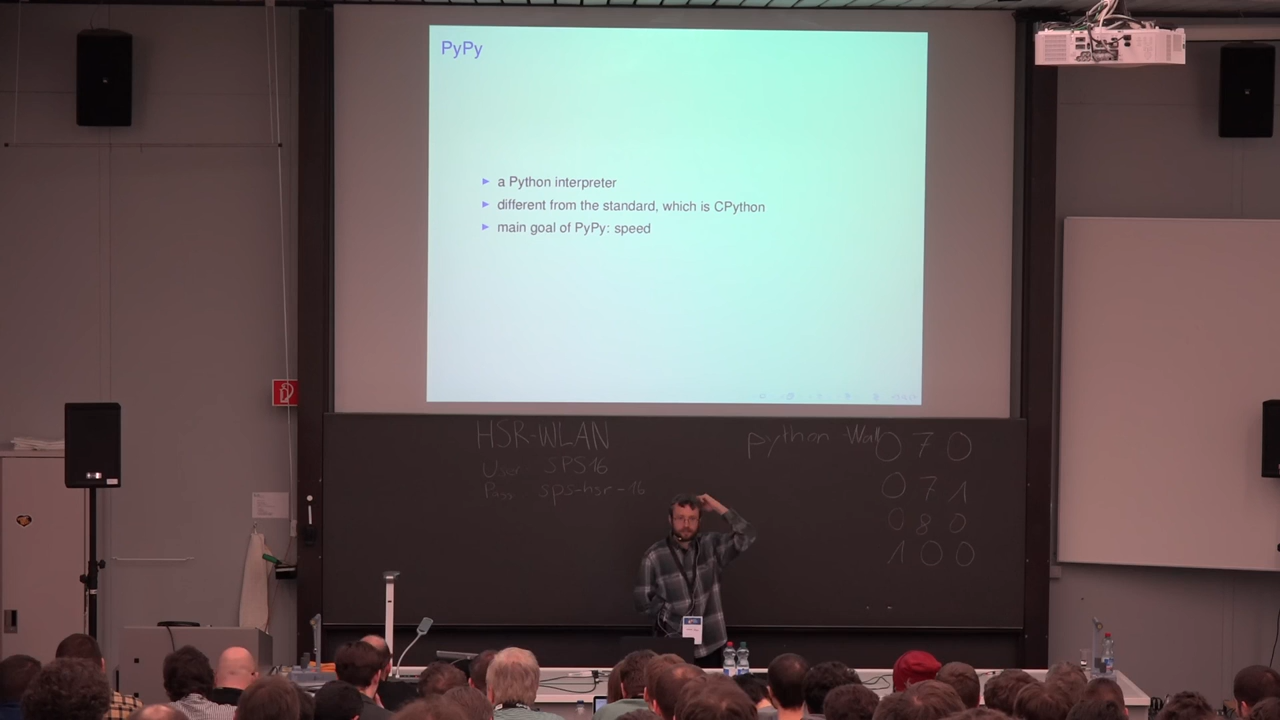 PyPy
▶ a Python interpreter
▶ different from the standard, which is CPython
▶ main goal of PyPy: speed
HSR-WLAN
User SPS16
Pass sps-hsr-16
Python Wall 070
071
080
100